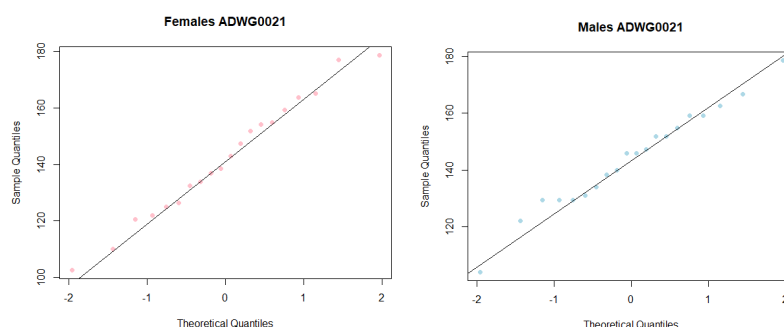 Females ADWG0021
Sample Quantiles
100 120 140 160 180
-2 -1 0 1 2
Theoretical Quantiles
Males ADWG0021
Sample Quantiles
120 140 160 180
-2 -1 0 1 2
Theoretical Quantiles